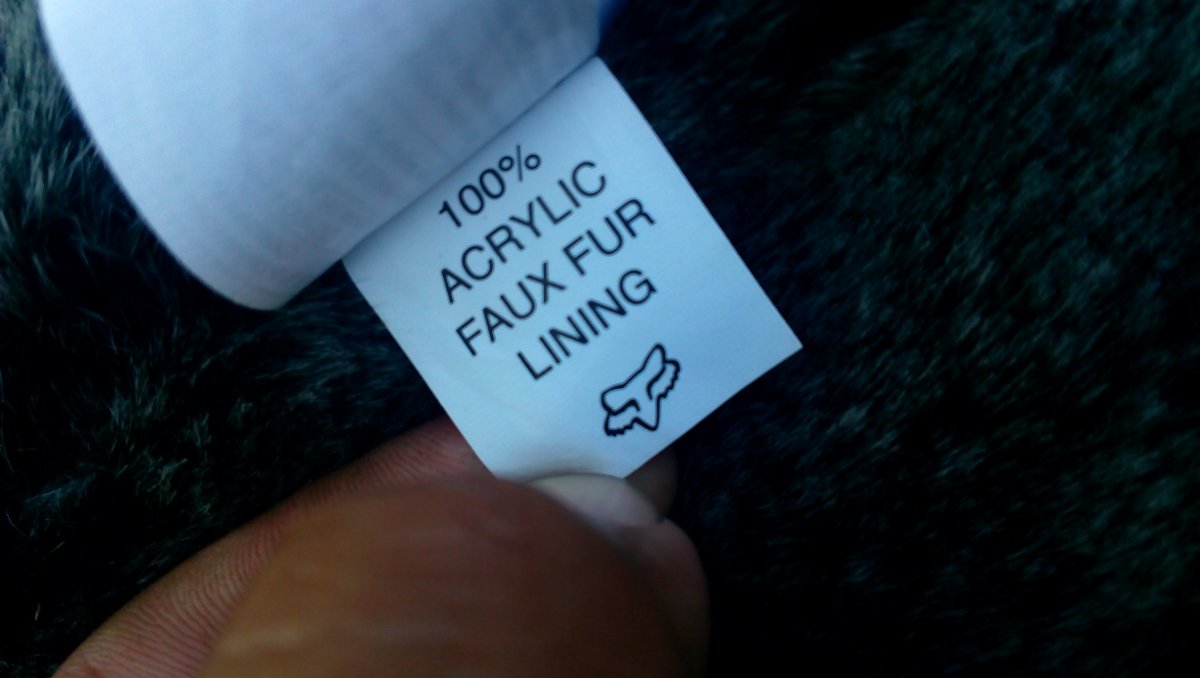 100%
ACRYLIC
FAUX FUR
LINING